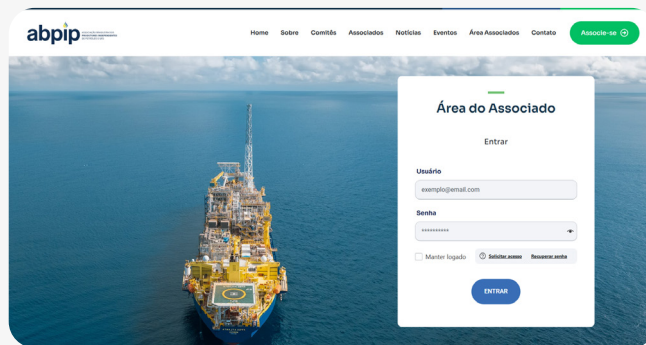 abpip
Home Sobre Comitês Associados Notícias Eventos Área Associados Contato Associe-se
Área do Associado
Entrar
Usuário
exemplo@email.com
Senha
**********
Manter logado Solicitar acesso Recuperar senha
ENTRAR